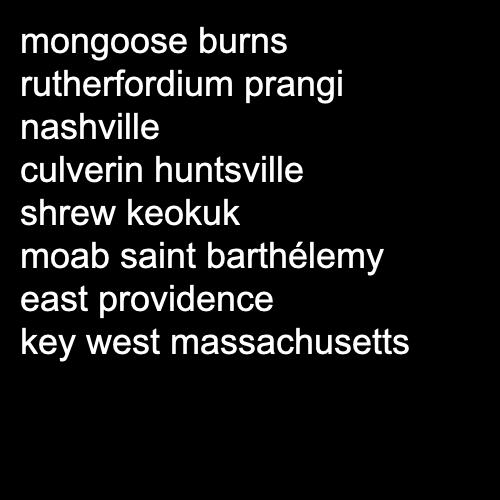 mongoose burns
rutherfordium prangi
nashville
culverin huntsville
shrew keokuk
moab saint barthélemy
east providence
key west massachusetts